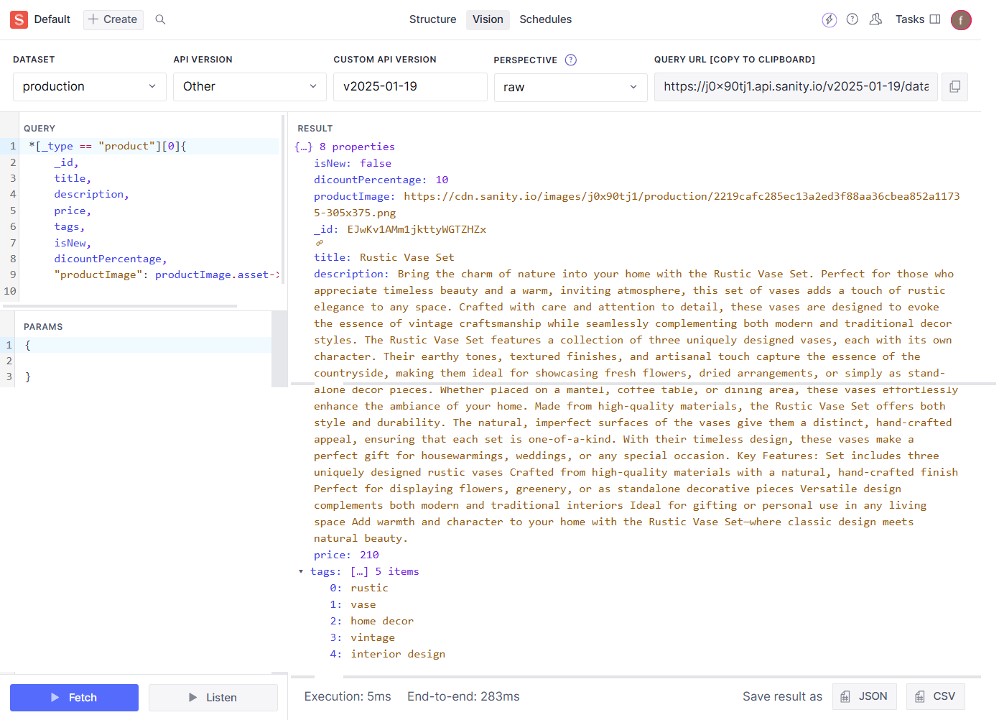 S Default + Create Structure Vision Schedules Tasks f
DATASET API VERSION CUSTOM API VERSION PERSPECTIVE ? QUERY URL [COPY TO CLIPBOARD]
production Other v2025-01-19 raw https://j0x90tj1.api.sanity.io/v2025-01-19/data
QUERY
1 *[_type == "product"][0]{
2 _id,
3 title,
4 description,
5 price,
6 tags,
7 isNew,
8 dicountPercentage,
9 "productImage": productImage.asset->
10
PARAMS
1 {
2
3 }
Fetch Listen
RESULT
{…} 8 properties
isNew: false
dicountPercentage: 10
productImage: https://cdn.sanity.io/images/j0x90tj1/production/2219cafc285ec13a2ed3f88aa36cbea852a1173
5-305x375.png
_id: EJwKv1AMm1jkttyWGTZHZx
title: Rustic Vase Set
description: Bring the charm of nature into your home with the Rustic Vase Set. Perfect for those who
appreciate timeless beauty and a warm, inviting atmosphere, this set of vases adds a touch of rustic
elegance to any space. Crafted with care and attention to detail, these vases are designed to evoke
the essence of vintage craftsmanship while seamlessly complementing both modern and traditional decor
styles. The Rustic Vase Set features a collection of three uniquely designed vases, each with its own
character. Their earthy tones, textured finishes, and artisanal touch capture the essence of the
countryside, making them ideal for showcasing fresh flowers, dried arrangements, or simply as stand-
alone decor pieces. Whether placed on a mantel, coffee table, or dining area, these vases effortlessly
enhance the ambiance of your home. Made from high-quality materials, the Rustic Vase Set offers both
style and durability. The natural, imperfect surfaces of the vases give them a distinct, hand-crafted
appeal, ensuring that each set is one-of-a-kind. With their timeless design, these vases make a
perfect gift for housewarmings, weddings, or any special occasion. Key Features: Set includes three
uniquely designed rustic vases Crafted from high-quality materials with a natural, hand-crafted finish
Perfect for displaying flowers, greenery, or as standalone decorative pieces Versatile design
complements both modern and traditional interiors Ideal for gifting or personal use in any living
space Add warmth and character to your home with the Rustic Vase Set—where classic design meets
natural beauty.
price: 210
tags: […] 5 items
0: rustic
1: vase
2: home decor
3: vintage
4: interior design
Execution: 5ms End-to-end: 283ms Save result as JSON CSV